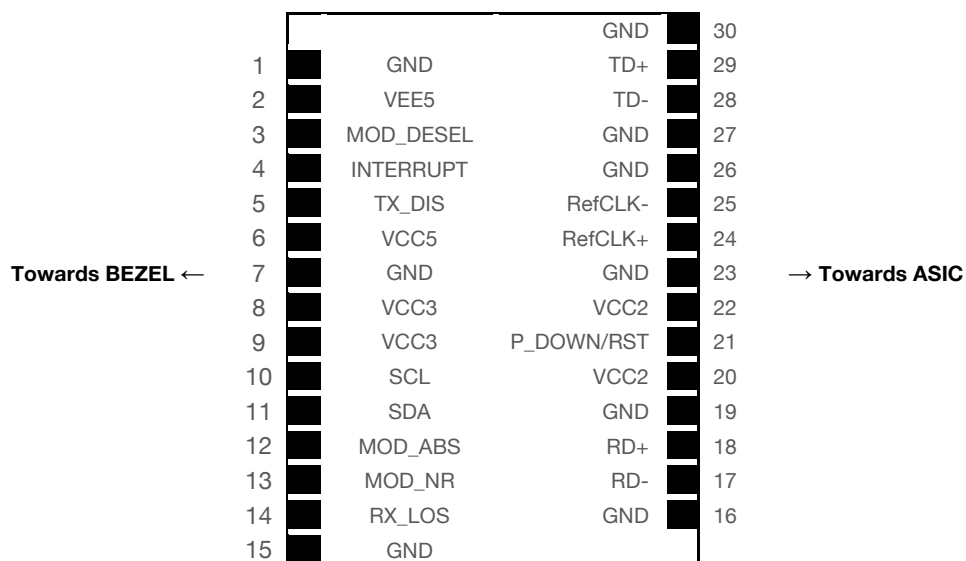 GND 30
1 GND TD+ 29
2 VEE5 TD- 28
3 MOD_DESEL GND 27
4 INTERRUPT GND 26
5 TX_DIS RefCLK- 25
6 VCC5 RefCLK+ 24
Towards BEZEL ← 7 GND GND 23 → Towards ASIC
8 VCC3 VCC2 22
9 VCC3 P_DOWN/RST 21
10 SCL VCC2 20
11 SDA GND 19
12 MOD_ABS RD+ 18
13 MOD_NR RD- 17
14 RX_LOS GND 16
15 GND